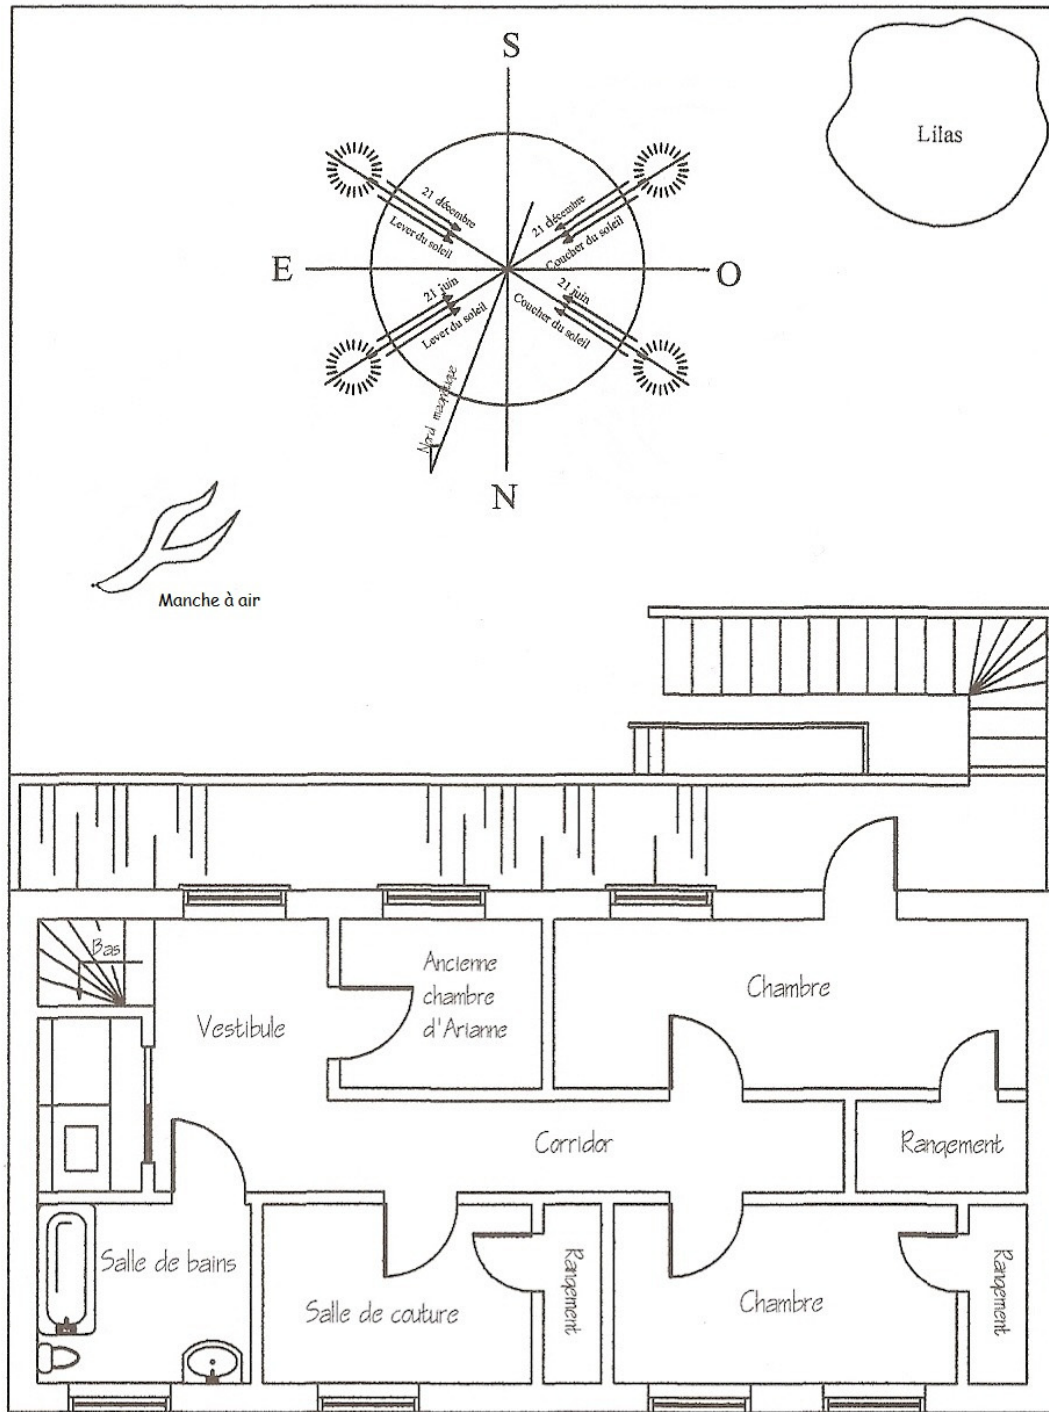 S
Lilas
21 décembre
Lever du soleil
21 décembre
Coucher du soleil
E
O
21 juin
Lever du soleil
21 juin
Coucher du soleil
Nord magnétique
N
Manche à air
Bas
Vestibule
Ancienne
chambre
d'Arianne
Chambre
Corridor
Rangement
Salle de bains
Salle de couture
Rangement
Chambre
Rangement